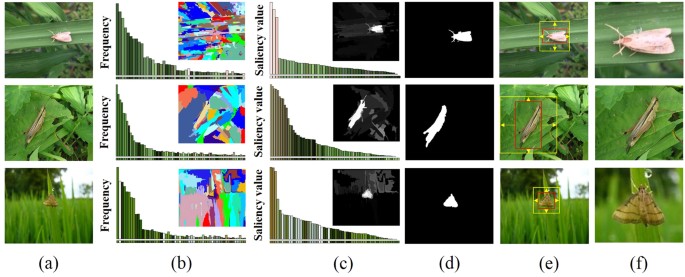 Frequency
Saliency value
Frequency
Saliency value
Frequency
Saliency value
(a) (b) (c) (d) (e) (f)